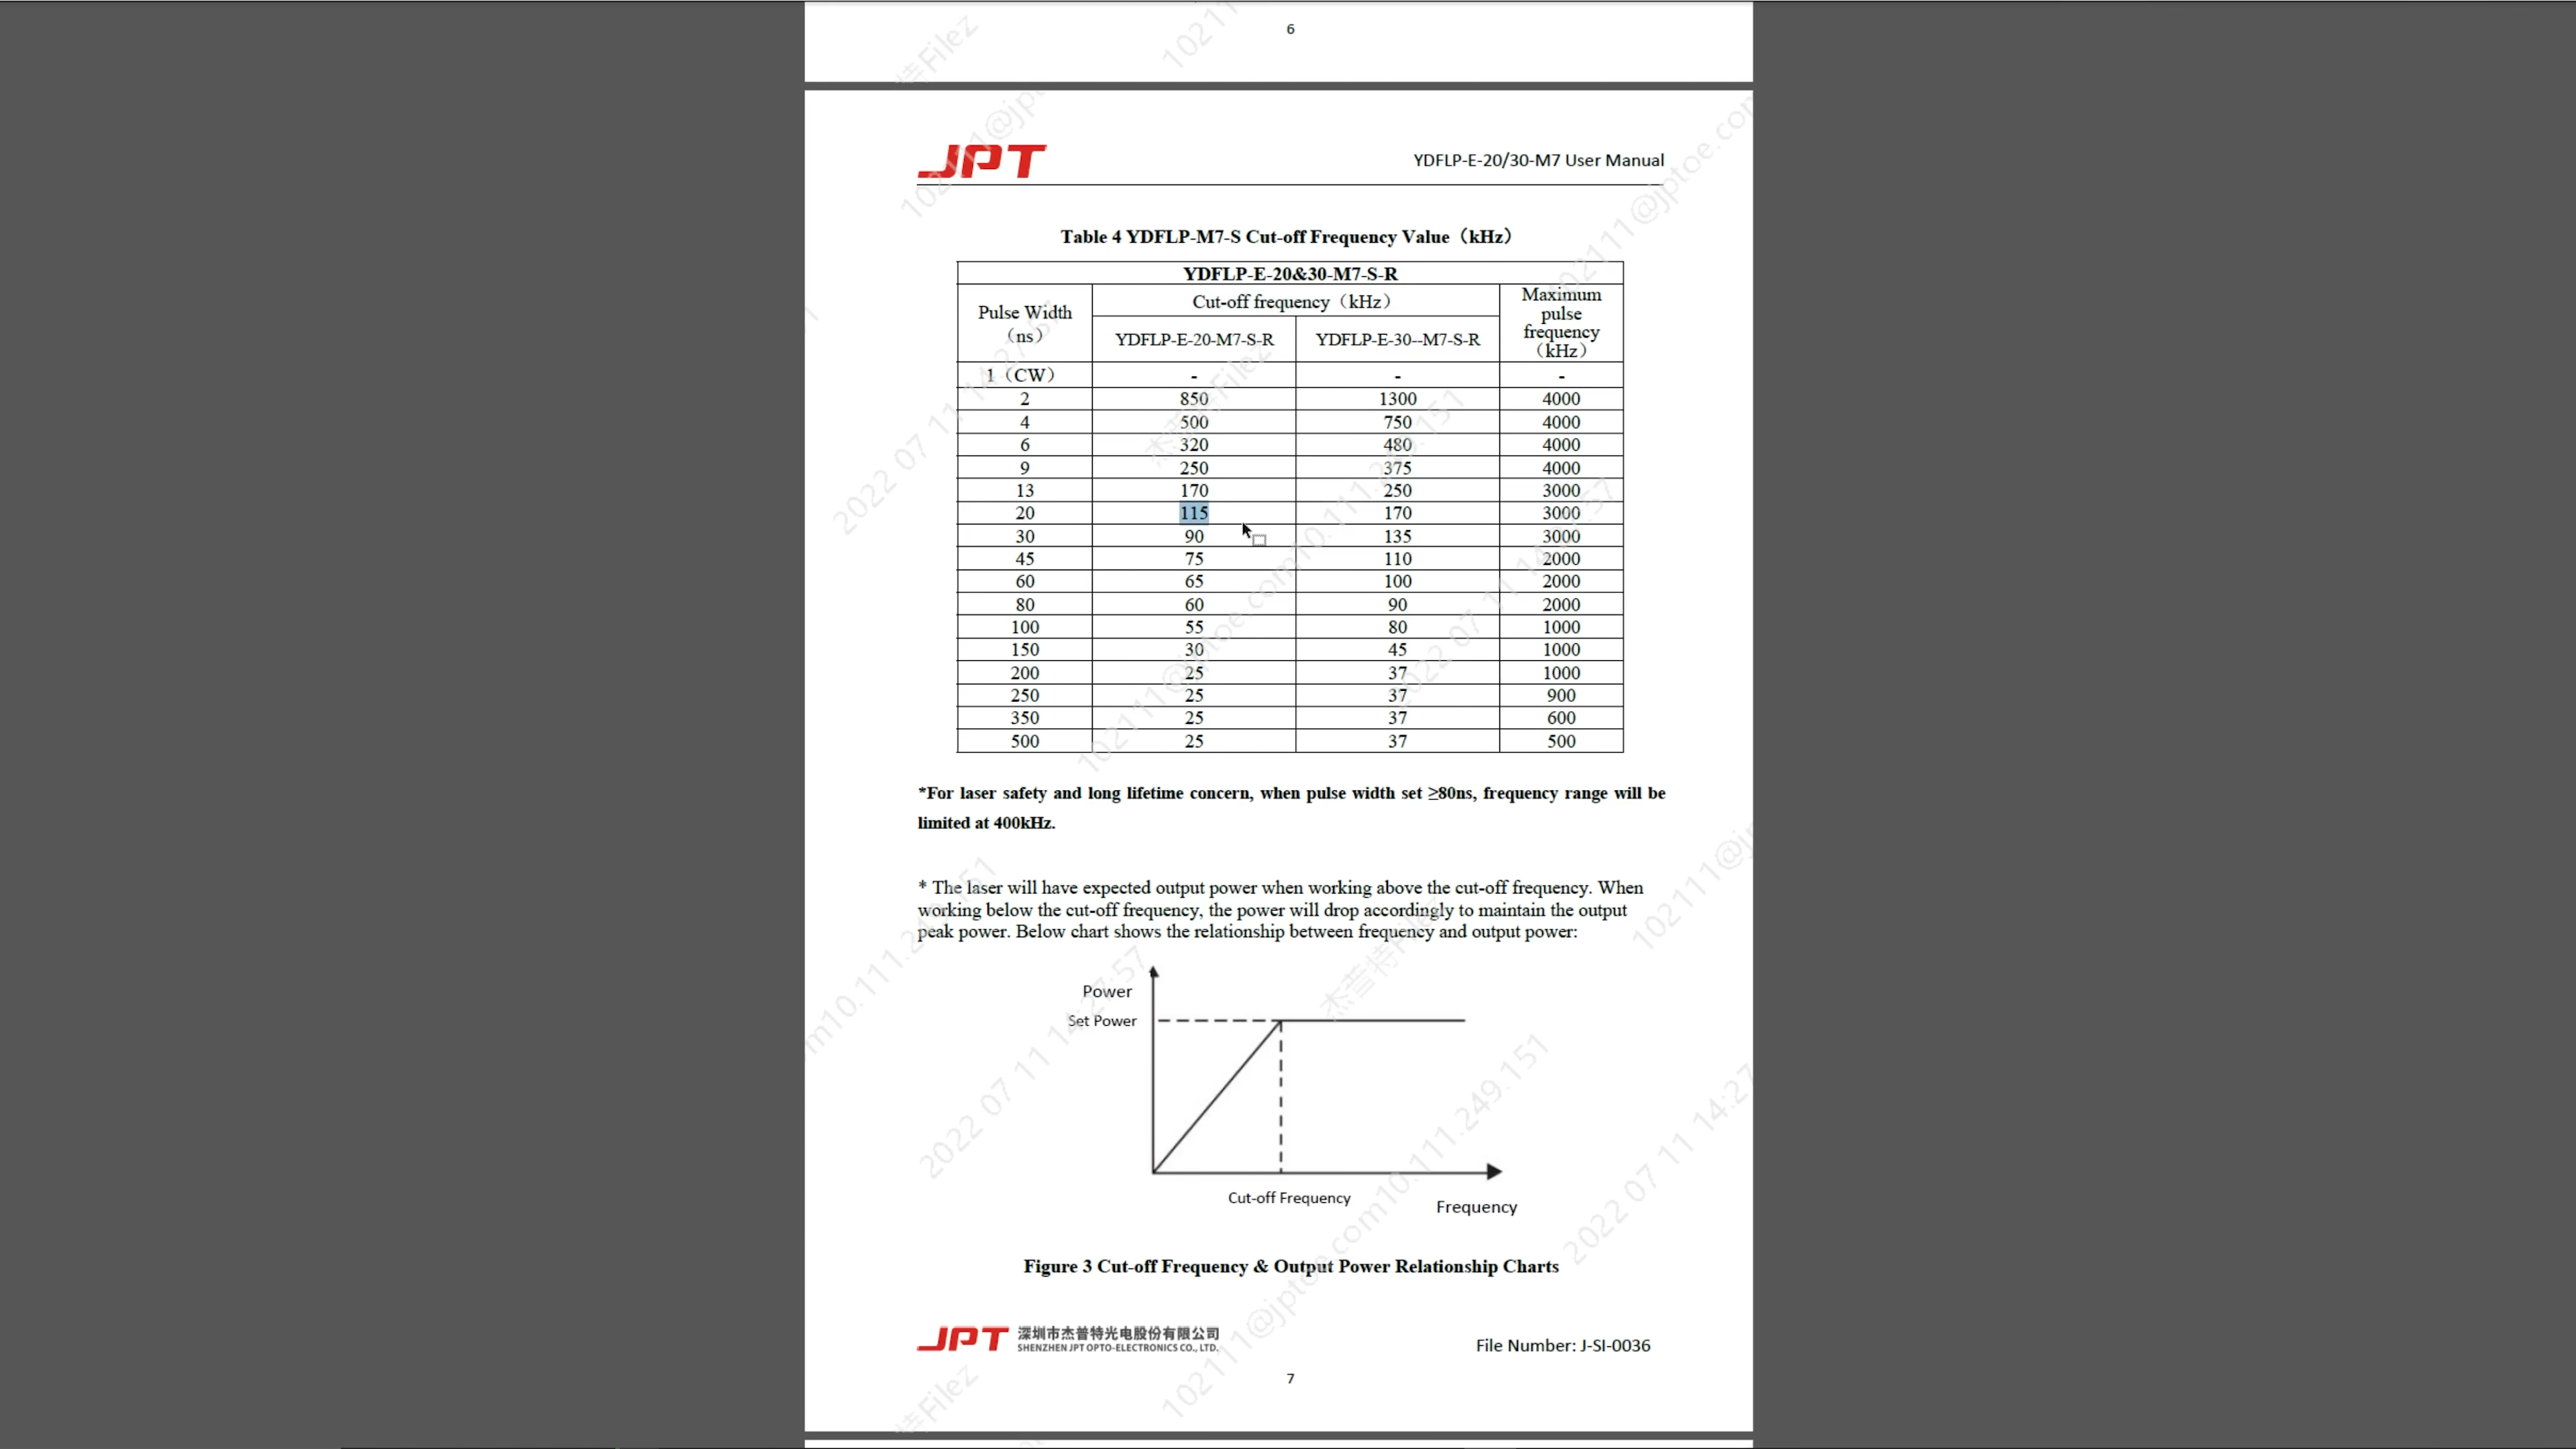 6
JPT
YDFLP-E-20/30-M7 User Manual
Table 4 YDFLP-M7-S Cut-off Frequency Value（kHz）
YDFLP-E-20&30-M7-S-R
Pulse Width （ns） Cut-off frequency（kHz） Maximum pulse frequency （kHz）
YDFLP-E-20-M7-S-R YDFLP-E-30--M7-S-R
1（CW） - - -
2 850 1300 4000
4 500 750 4000
6 320 480 4000
9 250 375 4000
13 170 250 3000
20 115 170 3000
30 90 135 3000
45 75 110 2000
60 65 100 2000
80 60 90 2000
100 55 80 1000
150 30 45 1000
200 25 37 1000
250 25 37 900
350 25 37 600
500 25 37 500
*For laser safety and long lifetime concern, when pulse width set ≥80ns, frequency range will be
limited at 400kHz.
* The laser will have expected output power when working above the cut-off frequency. When
working below the cut-off frequency, the power will drop accordingly to maintain the output
peak power. Below chart shows the relationship between frequency and output power:
Power
Set Power
Cut-off Frequency
Frequency
Figure 3 Cut-off Frequency & Output Power Relationship Charts
JPT 深圳市杰普特光电股份有限公司
SHENZHEN JPT OPTO-ELECTRONICS CO., LTD.
File Number: J-SI-0036
7